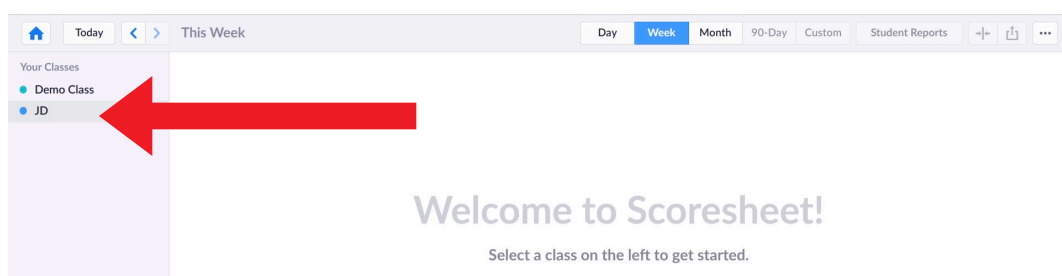 Today < > This Week Day Week Month 90-Day Custom Student Reports ...
Your Classes
Demo Class
JD
Welcome to Scoresheet!
Select a class on the left to get started.